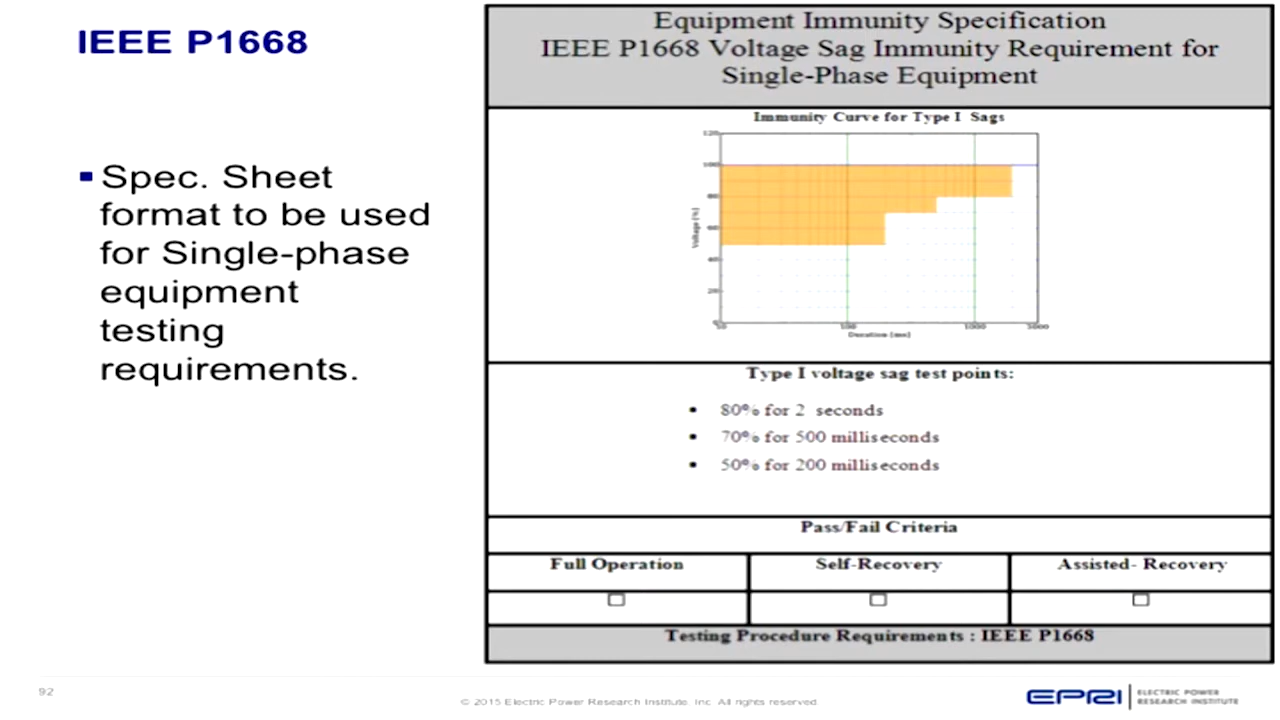 IEEE P1668
Spec. Sheet
format to be used
for Single-phase
equipment
testing
requirements.
Equipment Immunity Specification
IEEE P1668 Voltage Sag Immunity Requirement for
Single-Phase Equipment
Immunity Curve for Type I Sags
120
100
80
60
40
20
0
Voltage [%]
10 100 1000 3000
Duration [ms]
Type I voltage sag test points:
80% for 2 seconds
70% for 500 milliseconds
50% for 200 milliseconds
Pass/Fail Criteria
Full Operation Self-Recovery Assisted- Recovery
Testing Procedure Requirements : IEEE P1668
92
© 2015 Electric Power Research Institute, Inc. All rights reserved.
EPRI
ELECTRIC POWER
RESEARCH INSTITUTE